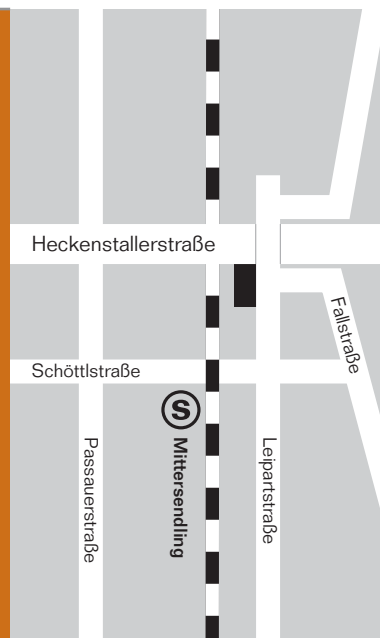 Heckenstallerstraße
Fallstraße
Schöttlstraße
S
Passauerstraße
Mittersendling
Leipartstraße